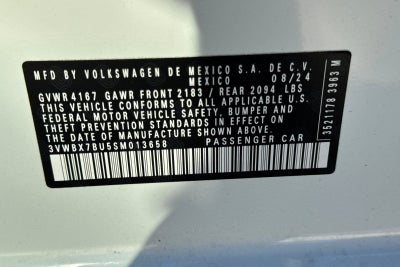 MFD BY VOLKSWAGEN DE MEXICO S.A. DE C.V.
MEXICO 08/24
GVWR 4167 GAWR FRONT 2183 / REAR 2094 LBS
THIS VEHICLE CONFORMS TO ALL APPLICABLE U.S.
FEDERAL MOTOR VEHICLE SAFETY, BUMPER AND
THEFT PREVENTION STANDARDS IN EFFECT ON
THE DATE OF MANUFACTURE SHOWN ABOVE.
3VWBX7BU5SM013658 PASSENGER CAR
3521178 3963 M